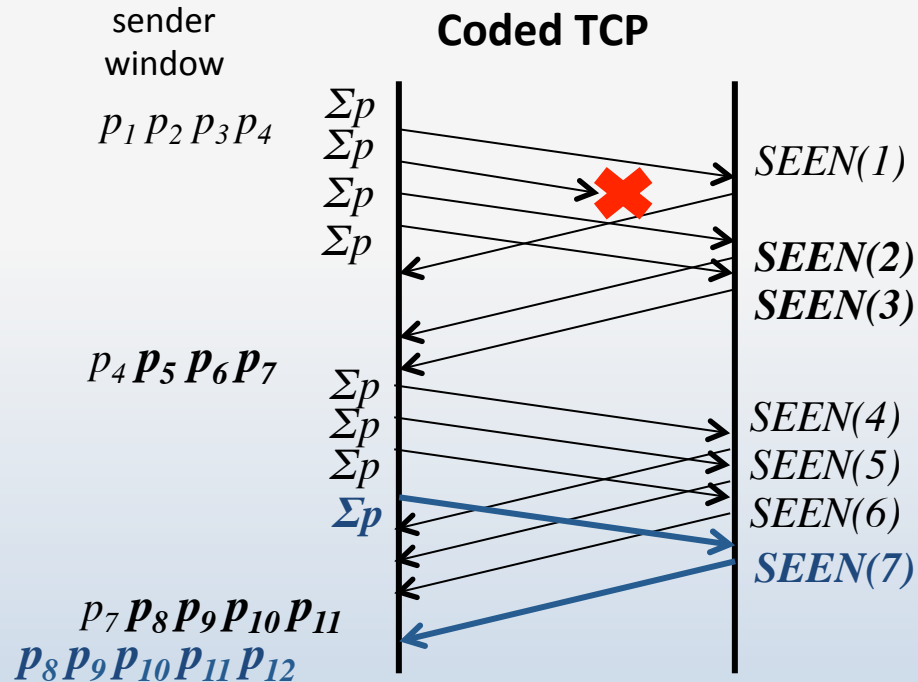 sender
window
Coded TCP
p₁ p₂ p₃ p₄
Σp
Σp
Σp
Σp
SEEN(1)
SEEN(2)
SEEN(3)
p₄ p₅ p₆ p₇
Σp
Σp
Σp
Σp
SEEN(4)
SEEN(5)
SEEN(6)
SEEN(7)
p₇ p₈ p₉ p₁₀ p₁₁
p₈ p₉ p₁₀ p₁₁ p₁₂